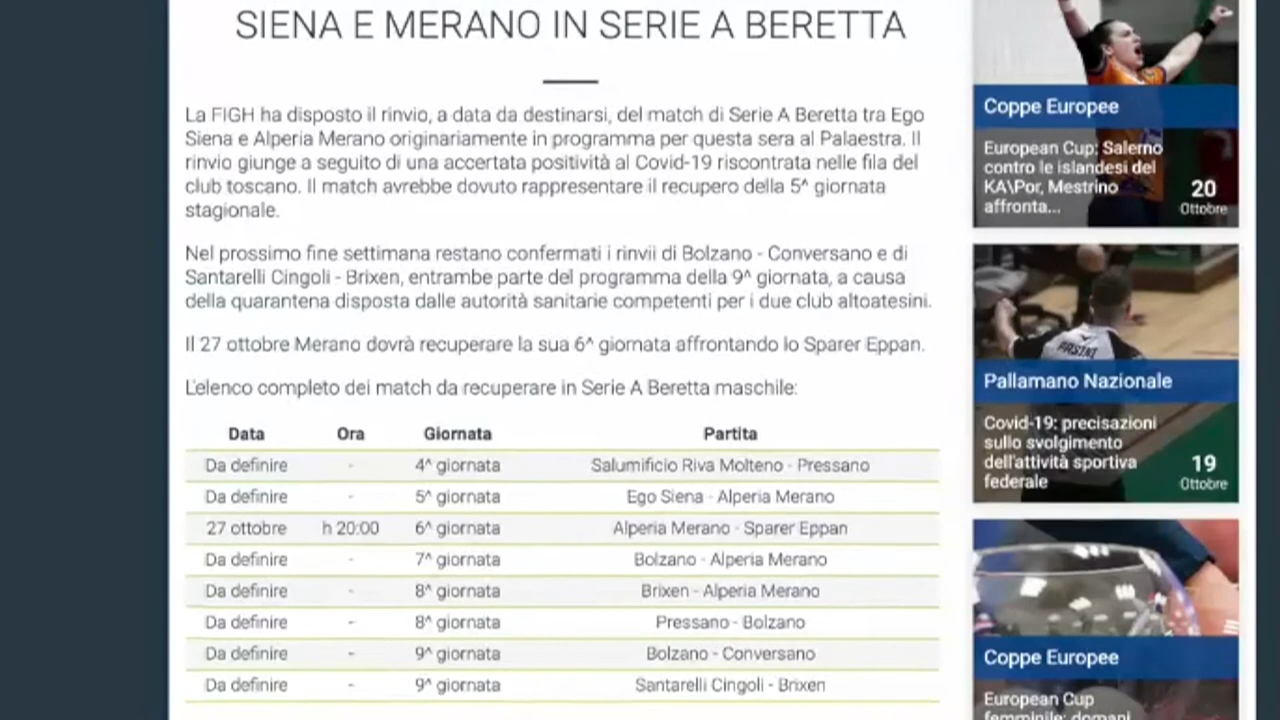 SIENA E MERANO IN SERIE A BERETTA
La FIGH ha disposto il rinvio, a data da destinarsi, del match di Serie A Beretta tra Ego
Siena e Alperia Merano originariamente in programma per questa sera al Palaestra. Il
rinvio giunge a seguito di una accertata positività al Covid-19 riscontrata nelle fila del
club toscano. Il match avrebbe dovuto rappresentare il recupero della 5^ giornata
stagionale.
Nel prossimo fine settimana restano confermati i rinvii di Bolzano - Conversano e di
Santarelli Cingoli - Brixen, entrambe parte del programma della 9^ giornata, a causa
della quarantena disposta dalle autorità sanitarie competenti per i due club altoatesini.
Il 27 ottobre Merano dovrà recuperare la sua 6^ giornata affrontando lo Sparer Eppan.
L'elenco completo dei match da recuperare in Serie A Beretta maschile:
Data Ora Giornata Partita
Da definire - 4^ giornata Salumificio Riva Molteno - Pressano
Da definire - 5^ giornata Ego Siena - Alperia Merano
27 ottobre h 20:00 6^ giornata Alperia Merano - Sparer Eppan
Da definire - 7^ giornata Bolzano - Alperia Merano
Da definire - 8^ giornata Brixen - Alperia Merano
Da definire - 8^ giornata Pressano - Bolzano
Da definire - 9^ giornata Bolzano - Conversano
Da definire - 9^ giornata Santarelli Cingoli - Brixen
Coppe Europee
European Cup: Salerno
contro le islandesi del
KA\Por, Mestrino
affronta...
20
Ottobre
PASINI
Pallamano Nazionale
Covid-19: precisazioni
sullo svolgimento
dell'attività sportiva
federale
19
Ottobre
Coppe Europee
European Cup
femminile: domani